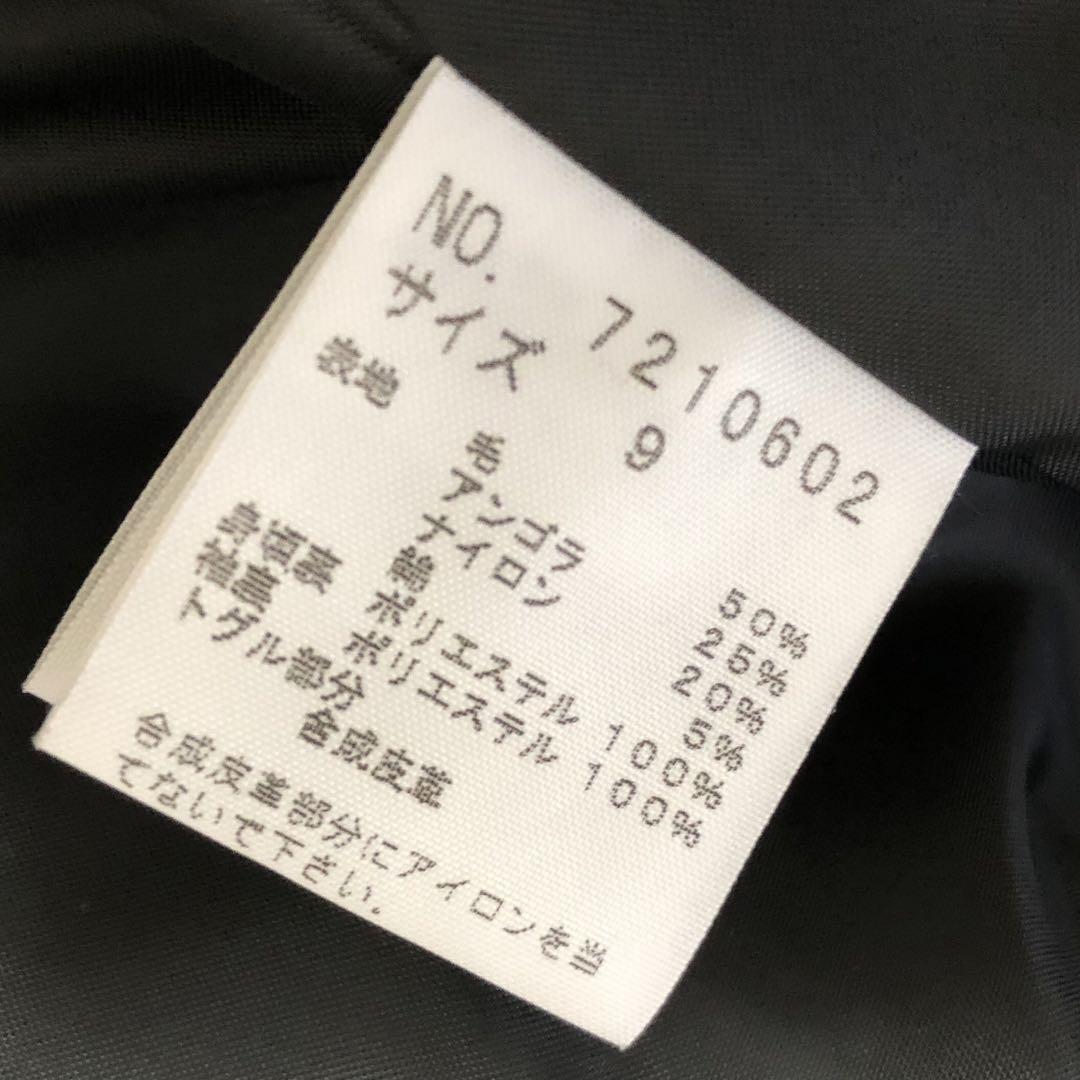 NO. 7210602
サイズ 9
表地
毛 50%
アンゴラ 25%
ナイロン 20%
5%
身頃裏 ポリエステル 100%
袖裏 ポリエステル 100%
トグル部分
合成皮革
合成皮革部分にアイロンを当
てないで下さい。